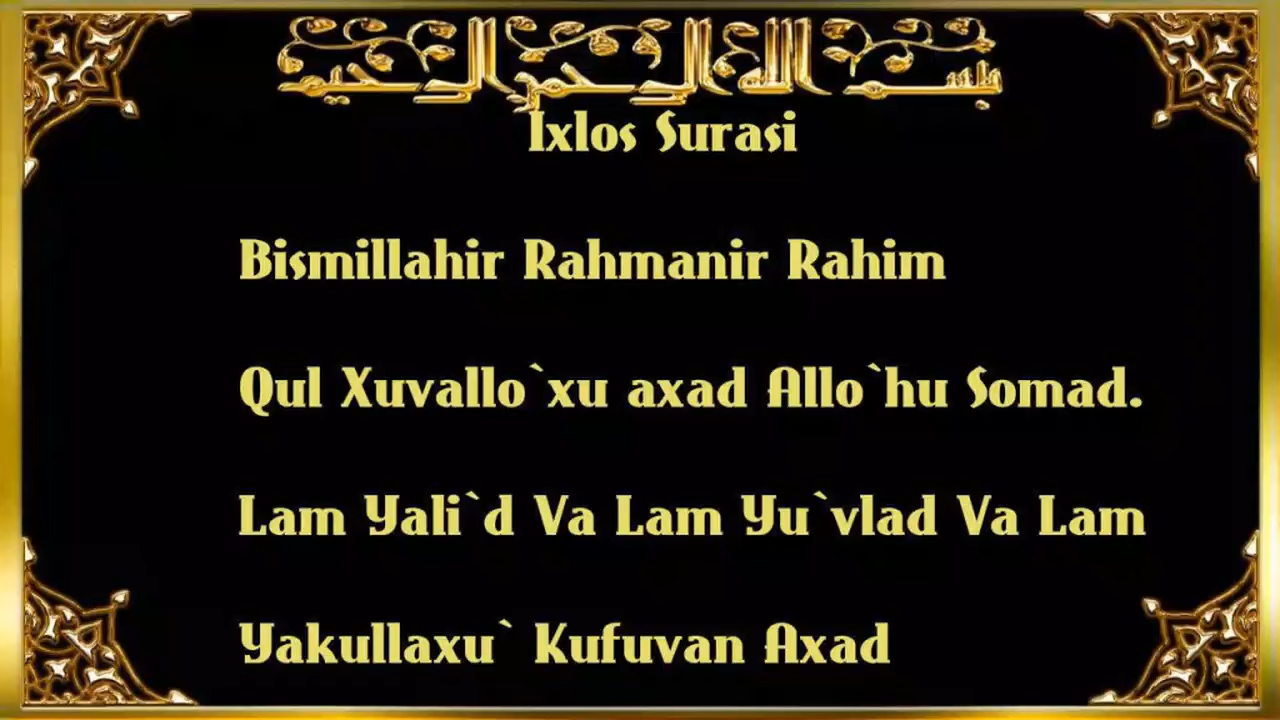 بسم الله الرحمن الرحيم
Ixlos Surasi
Bismillahir Rahmanir Rahim
Qul Xuvallo`xu axad Allo`hu Somad.
Lam Yali`d Va Lam Yu`vlad Va Lam
Yakullaxu` Kufuvan Axad